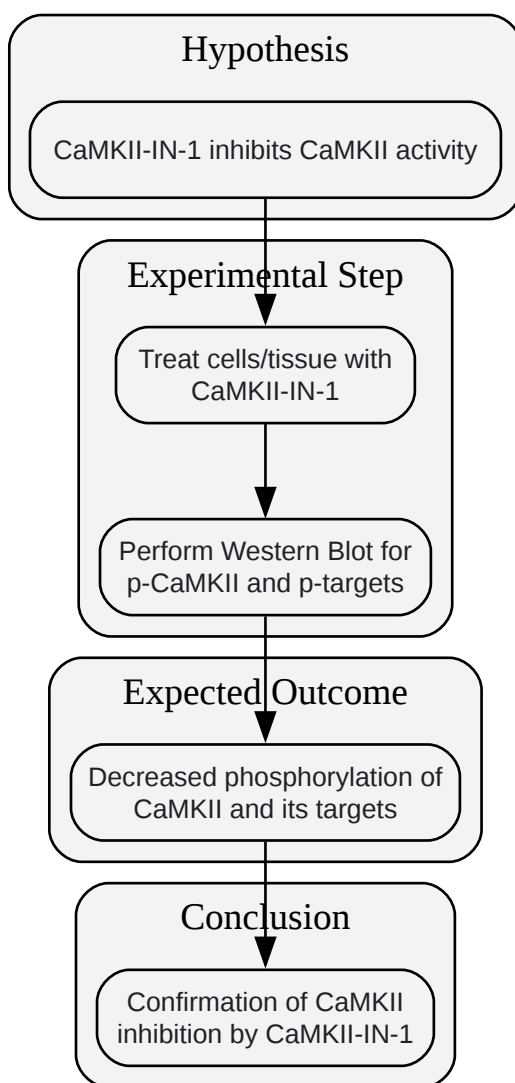 Hypothesis
CaMKII-IN-1 inhibits CaMKII activity
Experimental Step
Treat cells/tissue with
CaMKII-IN-1
Perform Western Blot for
p-CaMKII and p-targets
Expected Outcome
Decreased phosphorylation of
CaMKII and its targets
Conclusion
Confirmation of CaMKII
inhibition by CaMKII-IN-1